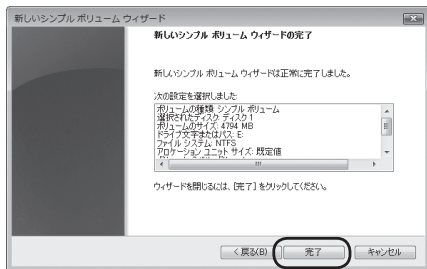 新しいシンプル ボリューム ウィザード
新しいシンプル ボリューム ウィザードの完了
新しいシンプル ボリューム ウィザードは正常に完了しました。
次の設定を選択しました
ボリュームの種類: シンプル ボリューム
選択されたディスク: ディスク 1
ボリュームのサイズ: 4794 MB
ドライブ文字またはパス: E:
ファイル システム: NTFS
アロケーション ユニット サイズ: 既定値
ウィザードを閉じるには、[完了] をクリックしてください。
< 戻る(B)
完了
キャンセル